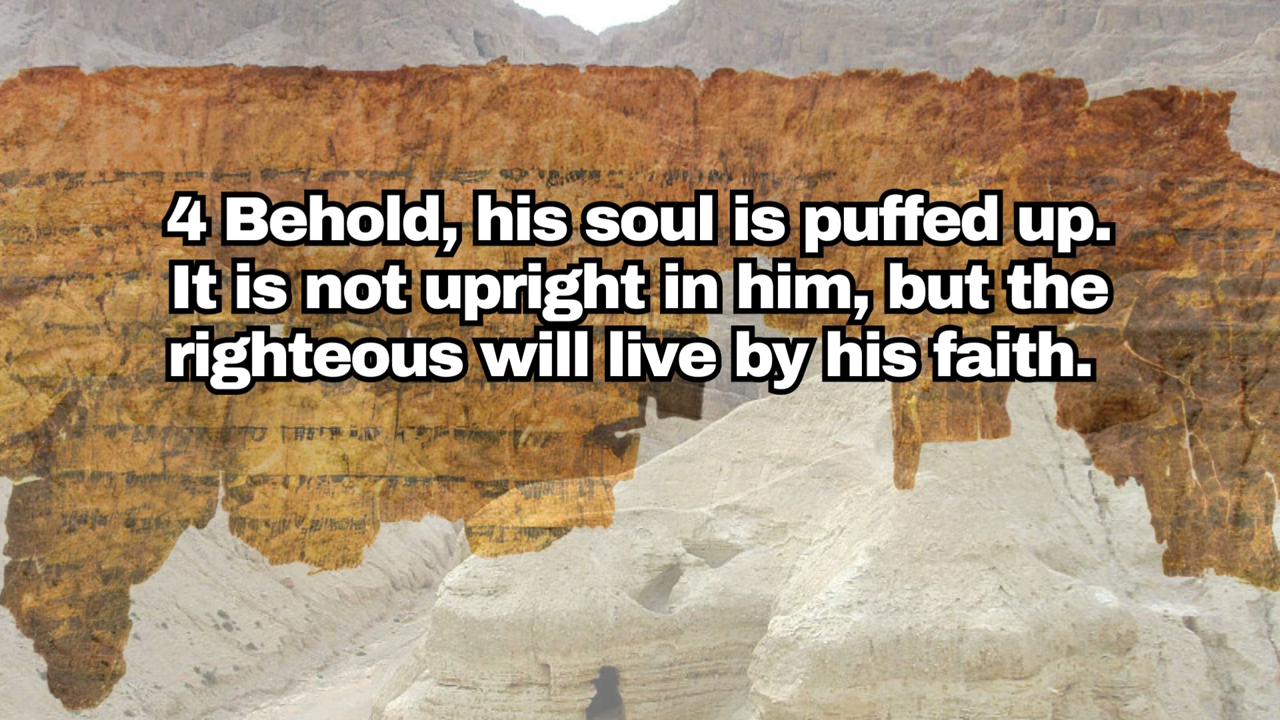 4 Behold, his soul is puffed up.
It is not upright in him, but the
righteous will live by his faith.